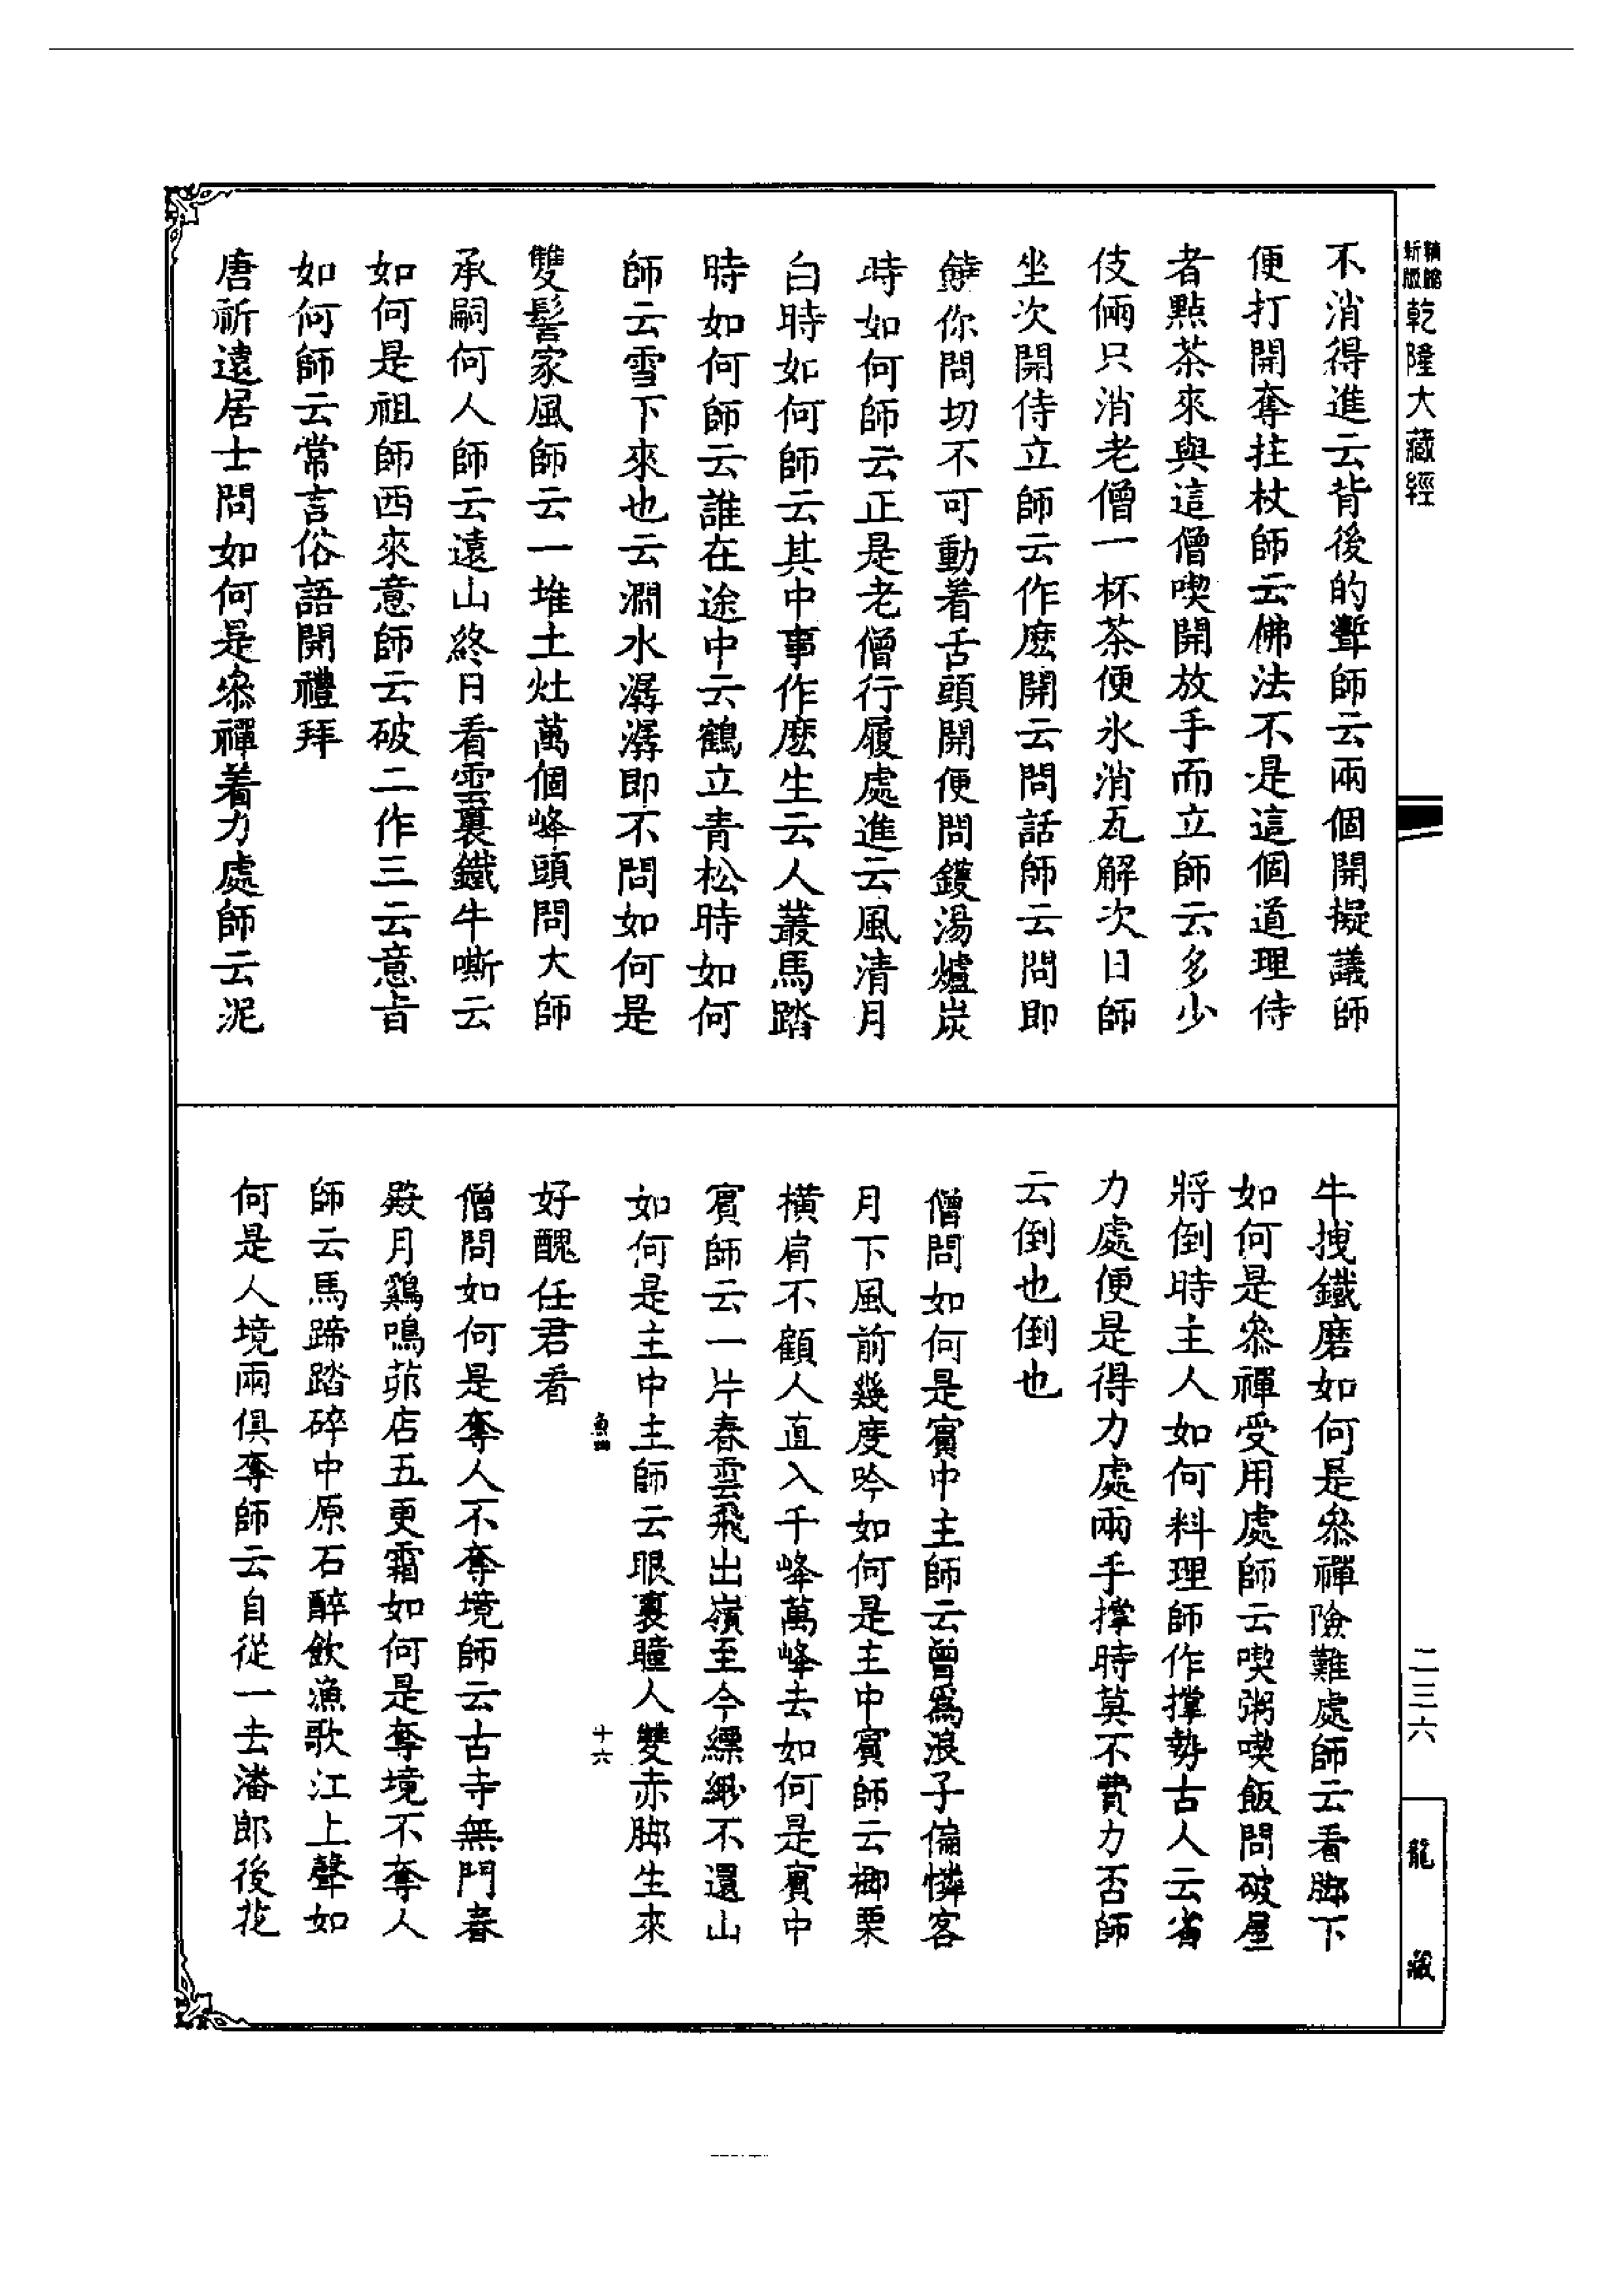 新版
乾隆大藏經
不消得進云背後的聻師云兩個開擬議師
便打開奪拄杖師云佛法不是這個道理侍
者點茶來與這僧喫開放手而立師云多少
伎倆只消老僧一杯茶便氷消瓦解次日師
坐次開侍立師云作麽開云問話師云問即
饒你問切不可動着舌頭開便問鑊湯爐炭
時如何師云正是老僧行履處進云風清月
白時如何師云其中事作麽生云人叢馬踏
時如何師云誰在途中云鶴立青松時如何
師云雪下來也云澗水潺潺即不問如何是
雙髻家風師云一堆土灶萬個峰頭問大師
承嗣何人師云遠山終日看雲裏鐵牛嘶云
如何是祖師西來意師云破二作三云意旨
如何師云常言俗語開禮拜
唐祈遠居士問如何是叅禪着力處師云泥
牛拽鐵磨如何是叅禪險難處師云看脚下
如何是叅禪受用處師云喫粥喫飯問破屋
將倒時主人如何料理師作撑勢古人云省
力處便是得力處兩手撑時莫不費力否師
云倒也倒也
僧問如何是賓中主師云曾爲浪子偏憐客
月下風前幾度吟如何是主中賓師云楖栗
橫肩不顧人直入千峰萬峰去如何是賓中
賓師云一片春雲飛出嶺至今縹緲不還山
如何是主中主師云眼裏瞳人雙赤脚生來
十六
好醜任君看
僧問如何是奪人不奪境師云古寺無門春
殿月鷄鳴茆店五更霜如何是奪境不奪人
師云馬蹄踏碎中原石醉飲漁歌江上聲如
何是人境兩俱奪師云自從一去潘郎後花
二三六
龍藏